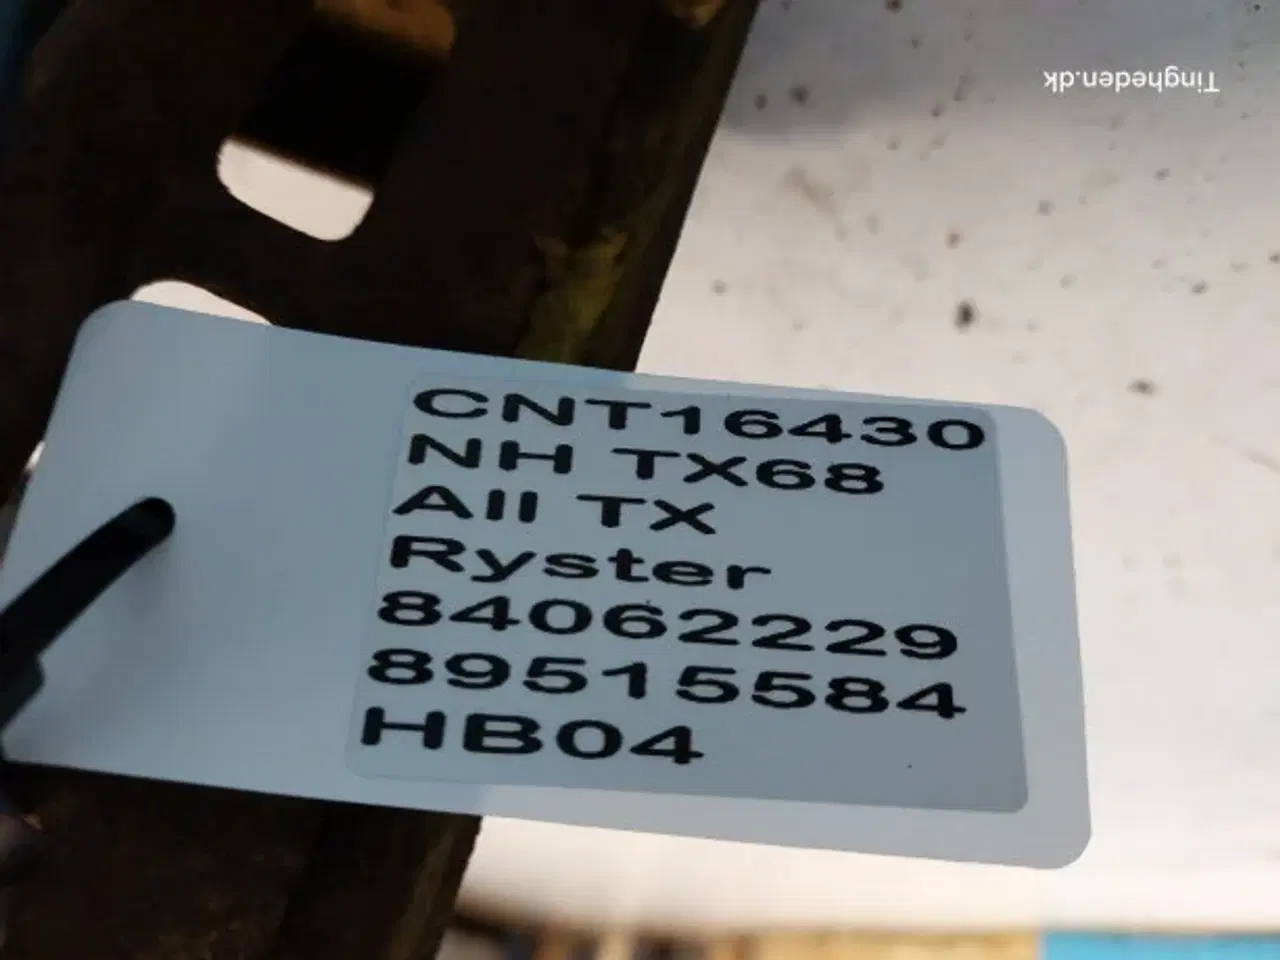 Tingheden.dk
CNT16430
NH TX68
All TX
Ryster
84062229
89515584
HB04